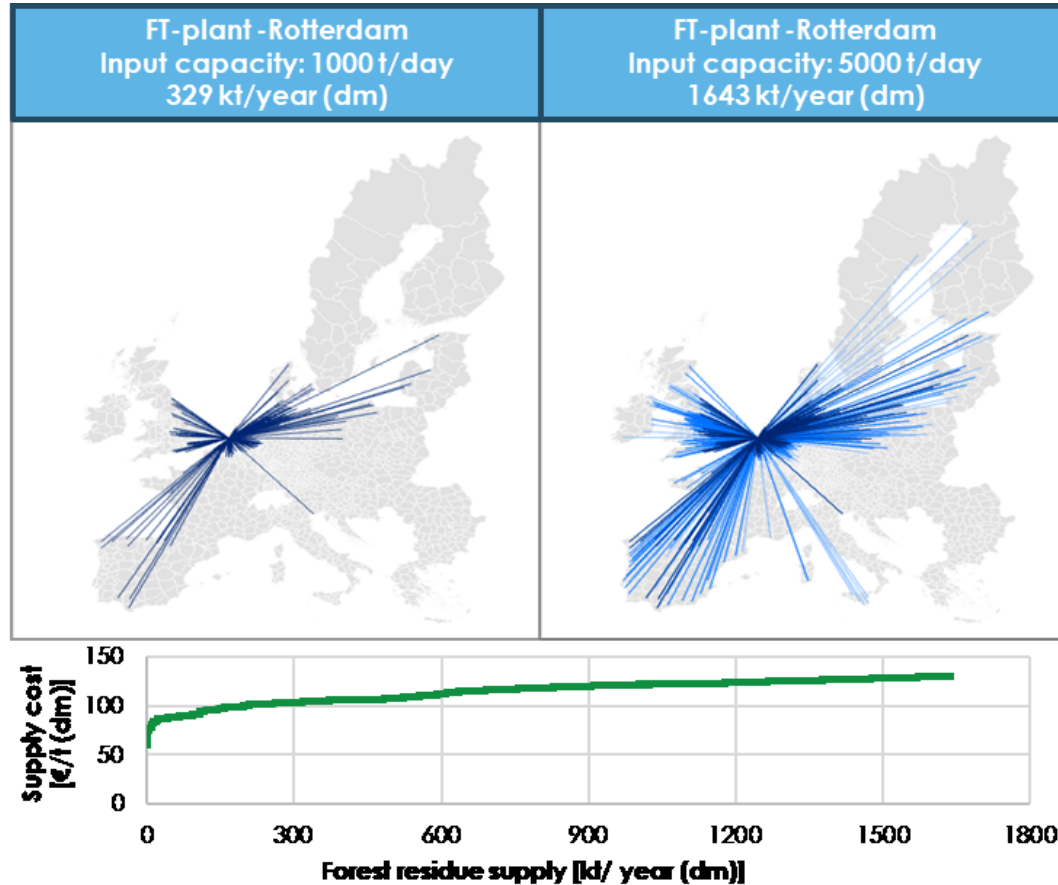 FT-plant -Rotterdam
Input capacity: 1000 t/day
329 kt/year (dm)
FT-plant -Rotterdam
Input capacity: 5000 t/day
1643 kt/year (dm)
Supply cost
[€/t (dm)]
150
100
50
0
0 300 600 900 1200 1500 1800
Forest residue supply [kt/ year (dm)]